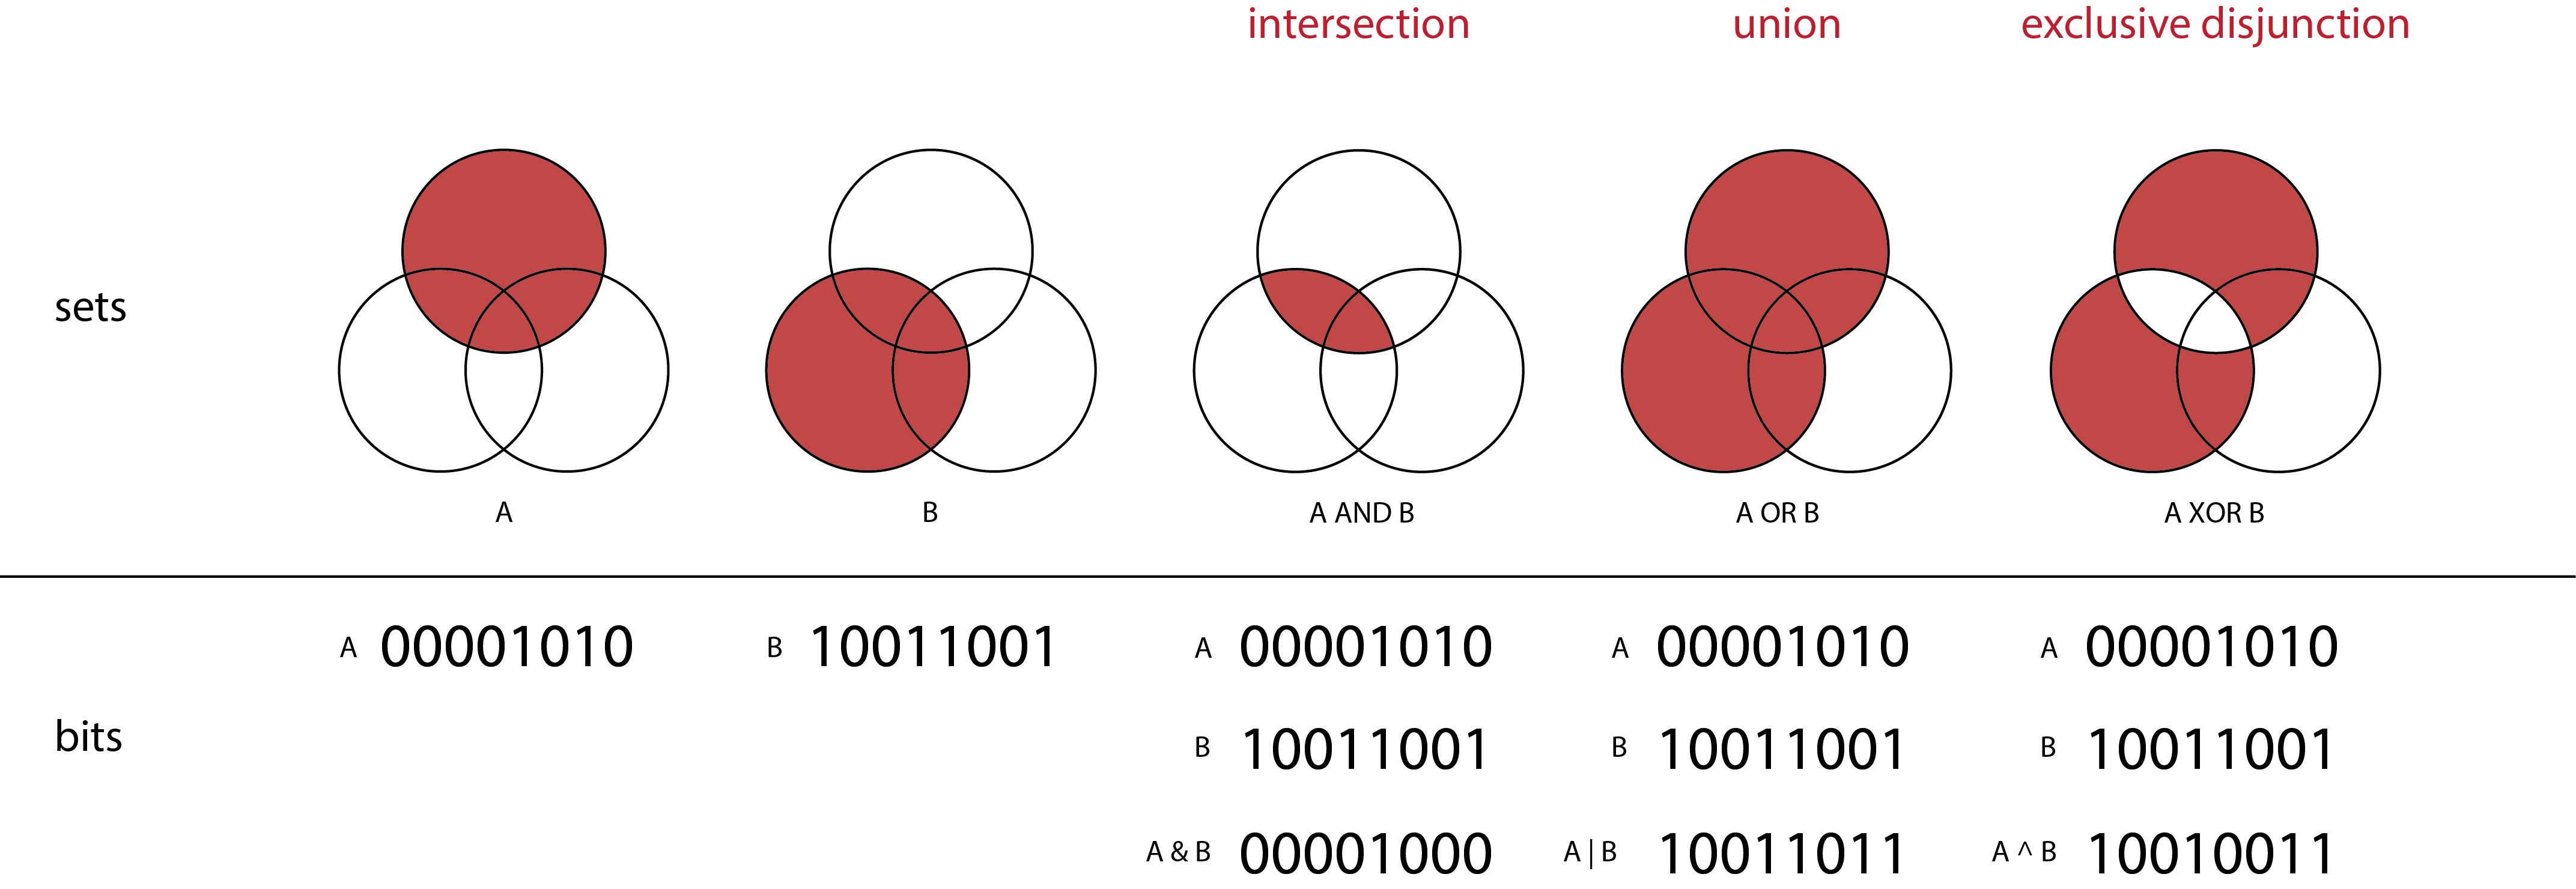 intersection union exclusive disjunction
sets
A B A AND B A OR B A XOR B
A 00001010 B 10011001 A 00001010 A 00001010 A 00001010
bits
B 10011001 B 10011001 B 10011001
A & B 00001000 A | B 10011011 A ^ B 10010011